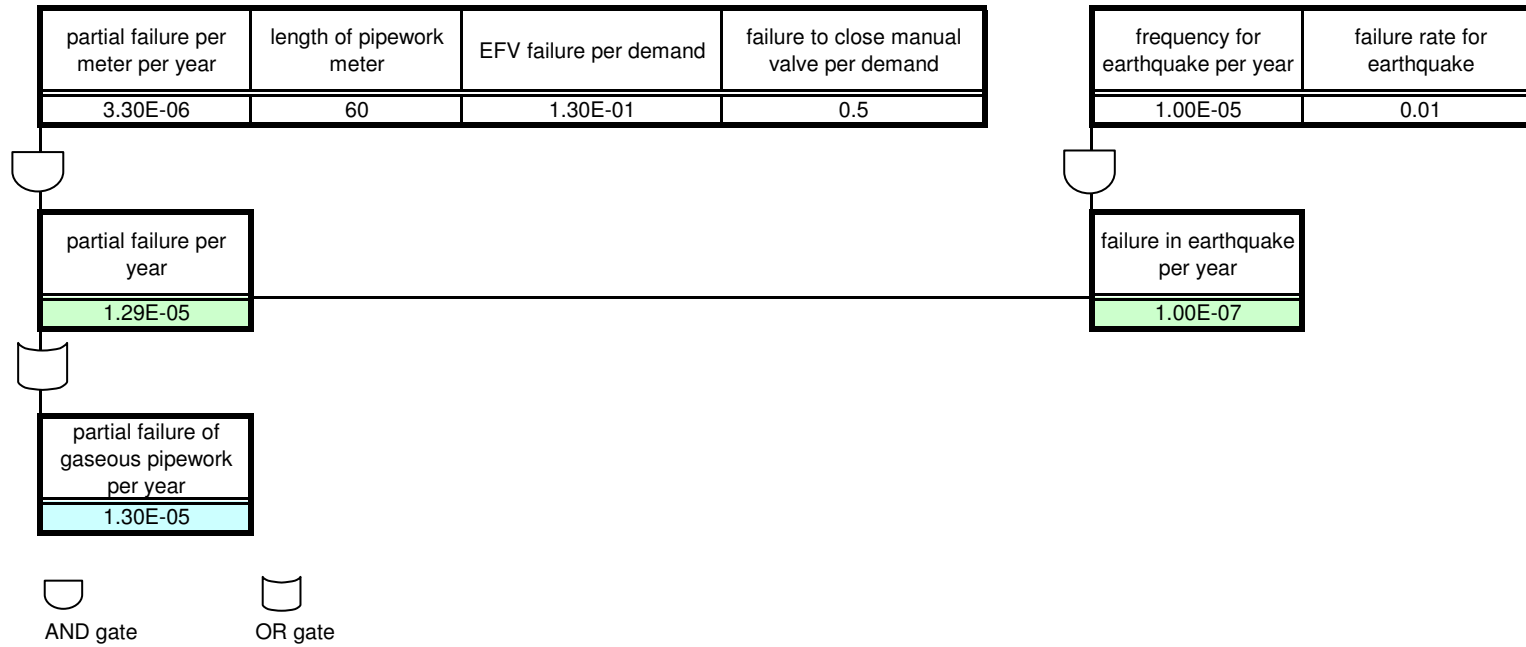 partial failure per
meter per year
length of pipework
meter
EFV failure per demand
failure to close manual
valve per demand
frequency for
earthquake per year
failure rate for
earthquake
3.30E-06
60
1.30E-01
0.5
1.00E-05
0.01
partial failure per
year
failure in earthquake
per year
1.29E-05
1.00E-07
partial failure of
gaseous pipework
per year
1.30E-05
AND gate
OR gate